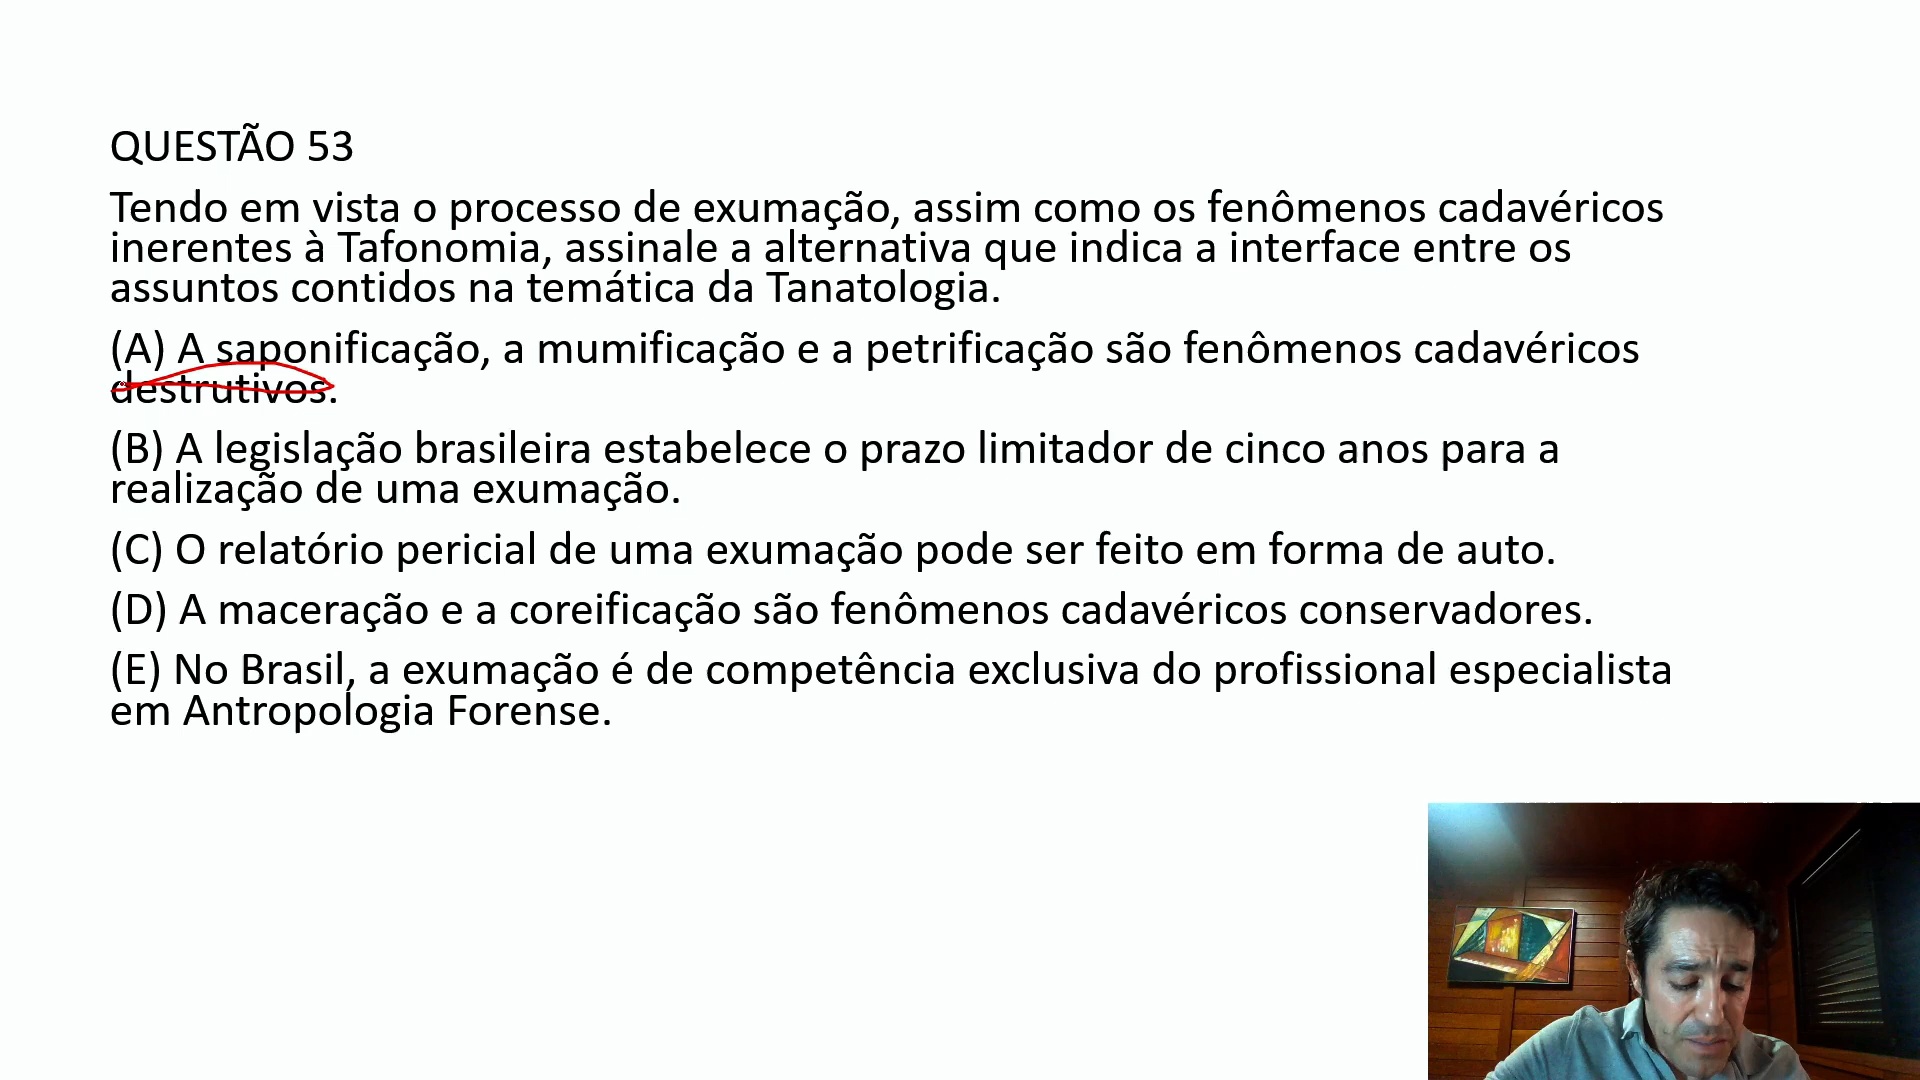 QUESTÃO 53
Tendo em vista o processo de exumação, assim como os fenômenos cadavéricos
inerentes à Tafonomia, assinale a alternativa que indica a interface entre os
assuntos contidos na temática da Tanatologia.
(A) A saponificação, a mumificação e a petrificação são fenômenos cadavéricos
destrutivos.
(B) A legislação brasileira estabelece o prazo limitador de cinco anos para a
realização de uma exumação.
(C) O relatório pericial de uma exumação pode ser feito em forma de auto.
(D) A maceração e a coreificação são fenômenos cadavéricos conservadores.
(E) No Brasil, a exumação é de competência exclusiva do profissional especialista
em Antropologia Forense.